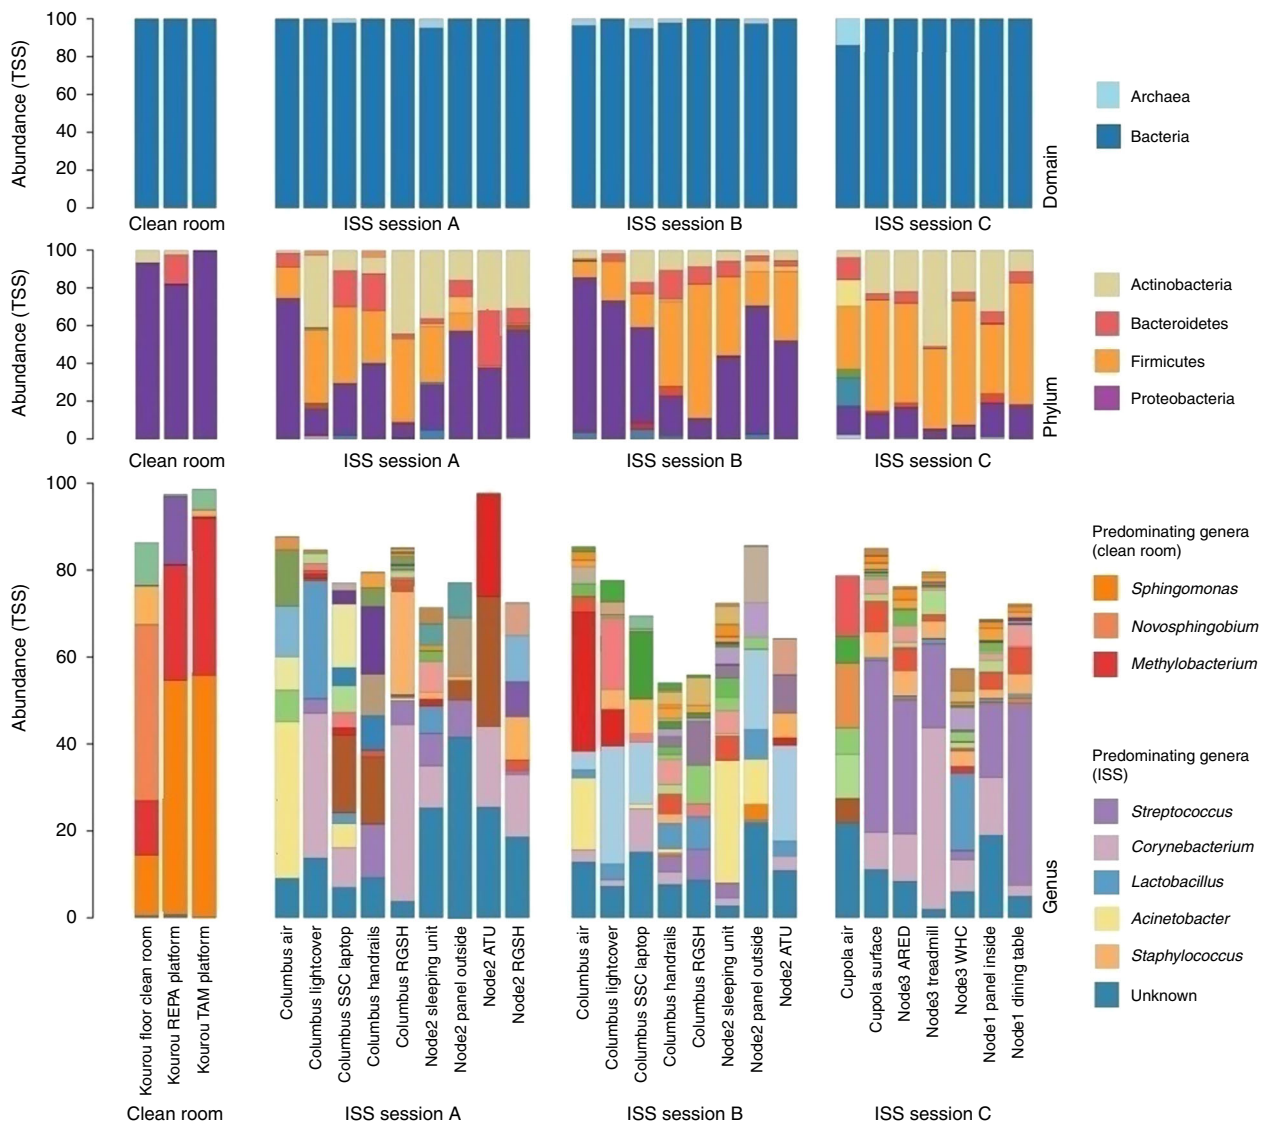 Abundance (TSS)
100
80
60
40
20
0
Clean room
ISS session A
ISS session B
ISS session C
Domain
Archaea
Bacteria
Abundance (TSS)
100
80
60
40
20
0
Clean room
ISS session A
ISS session B
ISS session C
Phylum
Actinobacteria
Bacteroidetes
Firmicutes
Proteobacteria
Abundance (TSS)
100
80
60
40
20
0
Genus
Predominating genera
(clean room)
Sphingomonas
Novosphingobium
Methylobacterium
Predominating genera
(ISS)
Streptococcus
Corynebacterium
Lactobacillus
Acinetobacter
Staphylococcus
Unknown
Kourou floor clean room
Kourou REPA platform
Kourou TAM platform
Columbus air
Columbus lightcover
Columbus SSC laptop
Columbus handrails
Columbus RGSH
Node2 sleeping unit
Node2 panel outside
Node2 ATU
Node2 RGSH
Columbus air
Columbus lightcover
Columbus SSC laptop
Columbus handrails
Columbus RGSH
Node2 sleeping unit
Node2 panel outside
Node2 ATU
Cupola air
Cupola surface
Node3 ARED
Node3 treadmill
Node3 WHC
Node1 panel inside
Node1 dining table
Clean room
ISS session A
ISS session B
ISS session C